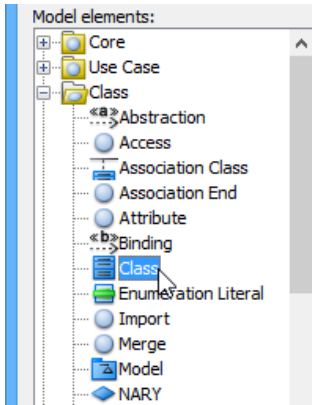 Model elements:
Core
Use Case
Class
«a»Abstraction
Access
Association Class
Association End
Attribute
«b»Binding
Class
Enumeration Literal
Import
Merge
Model
NARY